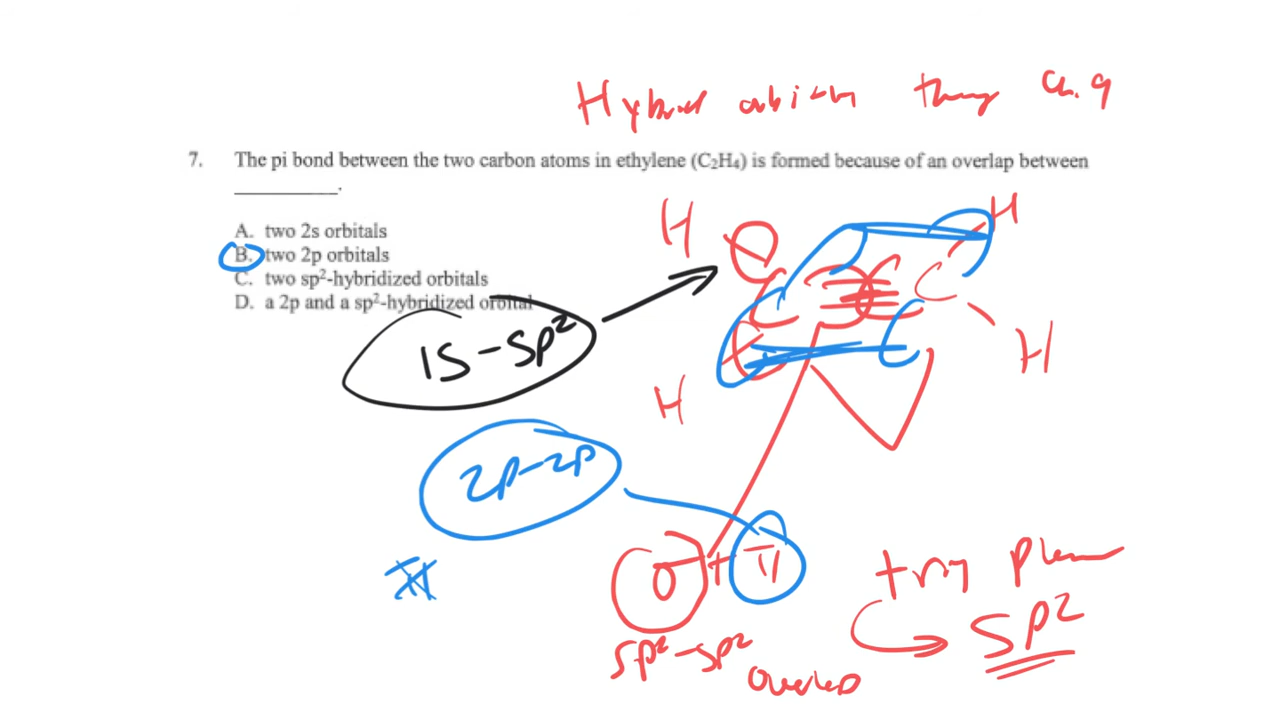 Hybrid orbital theory Ch. 9
7. The pi bond between the two carbon atoms in ethylene (C₂H₄) is formed because of an overlap between
__________.
A. two 2s orbitals
B. two 2p orbitals
C. two sp²-hybridized orbitals
D. a 2p and a sp²-hybridized orbital
H
H
C C
H
H
1S-Sp²
2p-2p
π
σ + π
sp²-sp²
overlap
trig planar
SP2